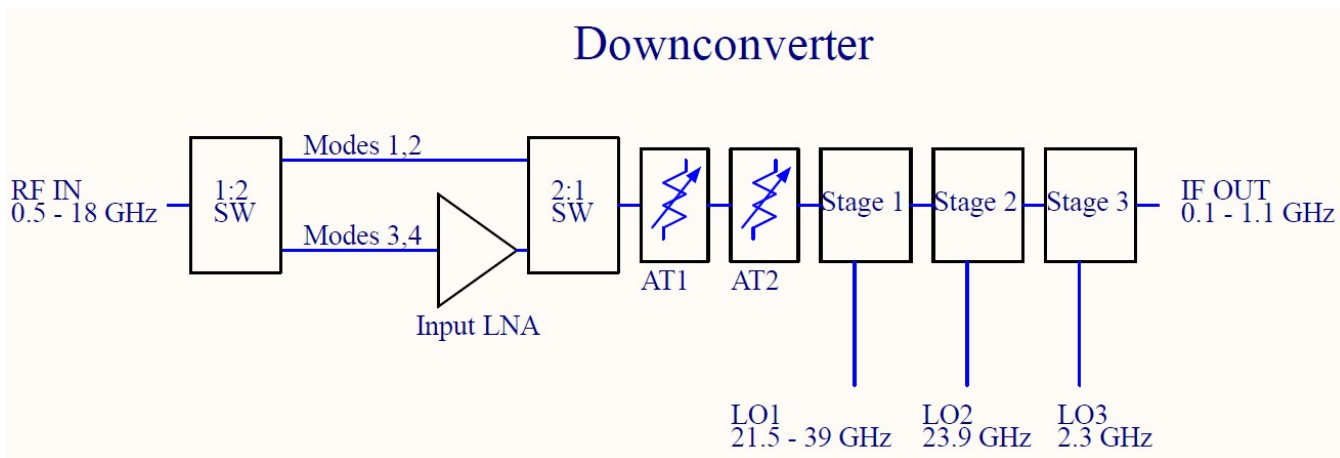 Downconverter
RF IN
0.5 - 18 GHz
1:2
SW
Modes 1,2
Modes 3,4
Input LNA
2:1
SW
AT1
AT2
Stage 1
Stage 2
Stage 3
IF OUT
0.1 - 1.1 GHz
LO1
21.5 - 39 GHz
LO2
23.9 GHz
LO3
2.3 GHz